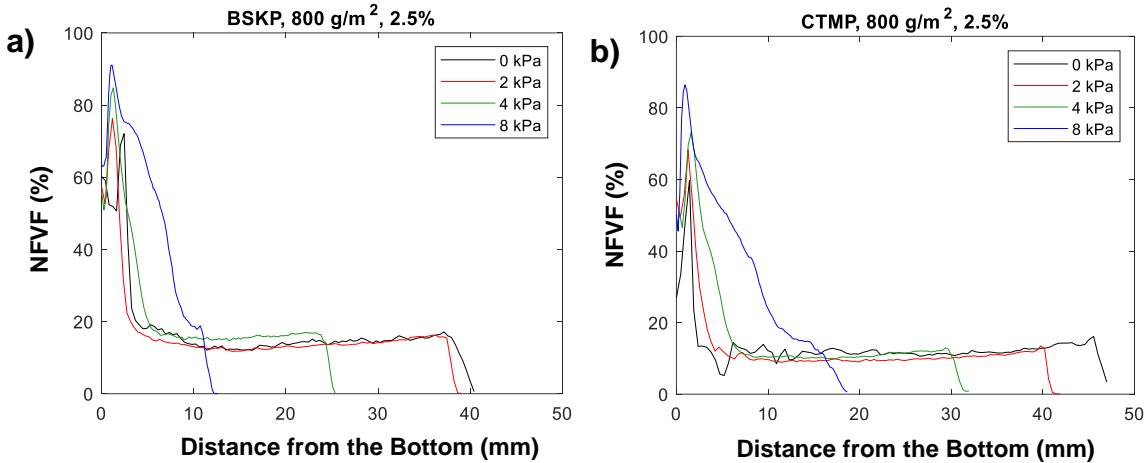 a)
BSKP, 800 g/m², 2.5%
NFVF (%)
100
80
60
40
20
0
0 kPa
2 kPa
4 kPa
8 kPa
0 10 20 30 40 50
Distance from the Bottom (mm)
b)
CTMP, 800 g/m², 2.5%
NFVF (%)
100
80
60
40
20
0
0 kPa
2 kPa
4 kPa
8 kPa
0 10 20 30 40 50
Distance from the Bottom (mm)